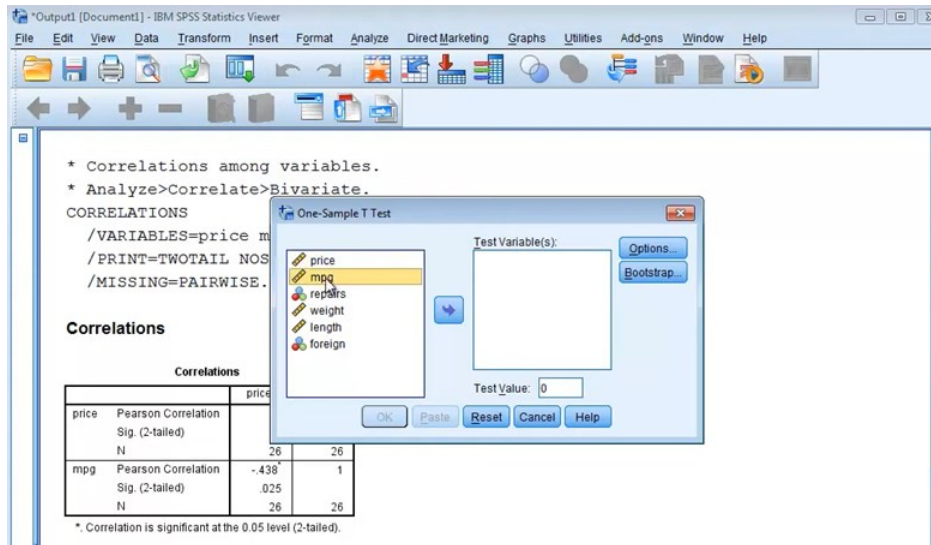 *Output1 [Document1] - IBM SPSS Statistics Viewer
File Edit View Data Transform Insert Format Analyze Direct Marketing Graphs Utilities Add-ons Window Help
* Correlations among variables.
* Analyze>Correlate>Bivariate.
CORRELATIONS
/VARIABLES=price m
/PRINT=TWOTAIL NOS
/MISSING=PAIRWISE.
One-Sample T Test
price
mpg
repairs
weight
length
foreign
Test Variable(s):
Options...
Bootstrap...
Test Value: 0
OK Paste Reset Cancel Help
Correlations
Correlations
price
price Pearson Correlation
Sig. (2-tailed)
N 26 26
mpg Pearson Correlation -.438* 1
Sig. (2-tailed) .025
N 26 26
*. Correlation is significant at the 0.05 level (2-tailed).